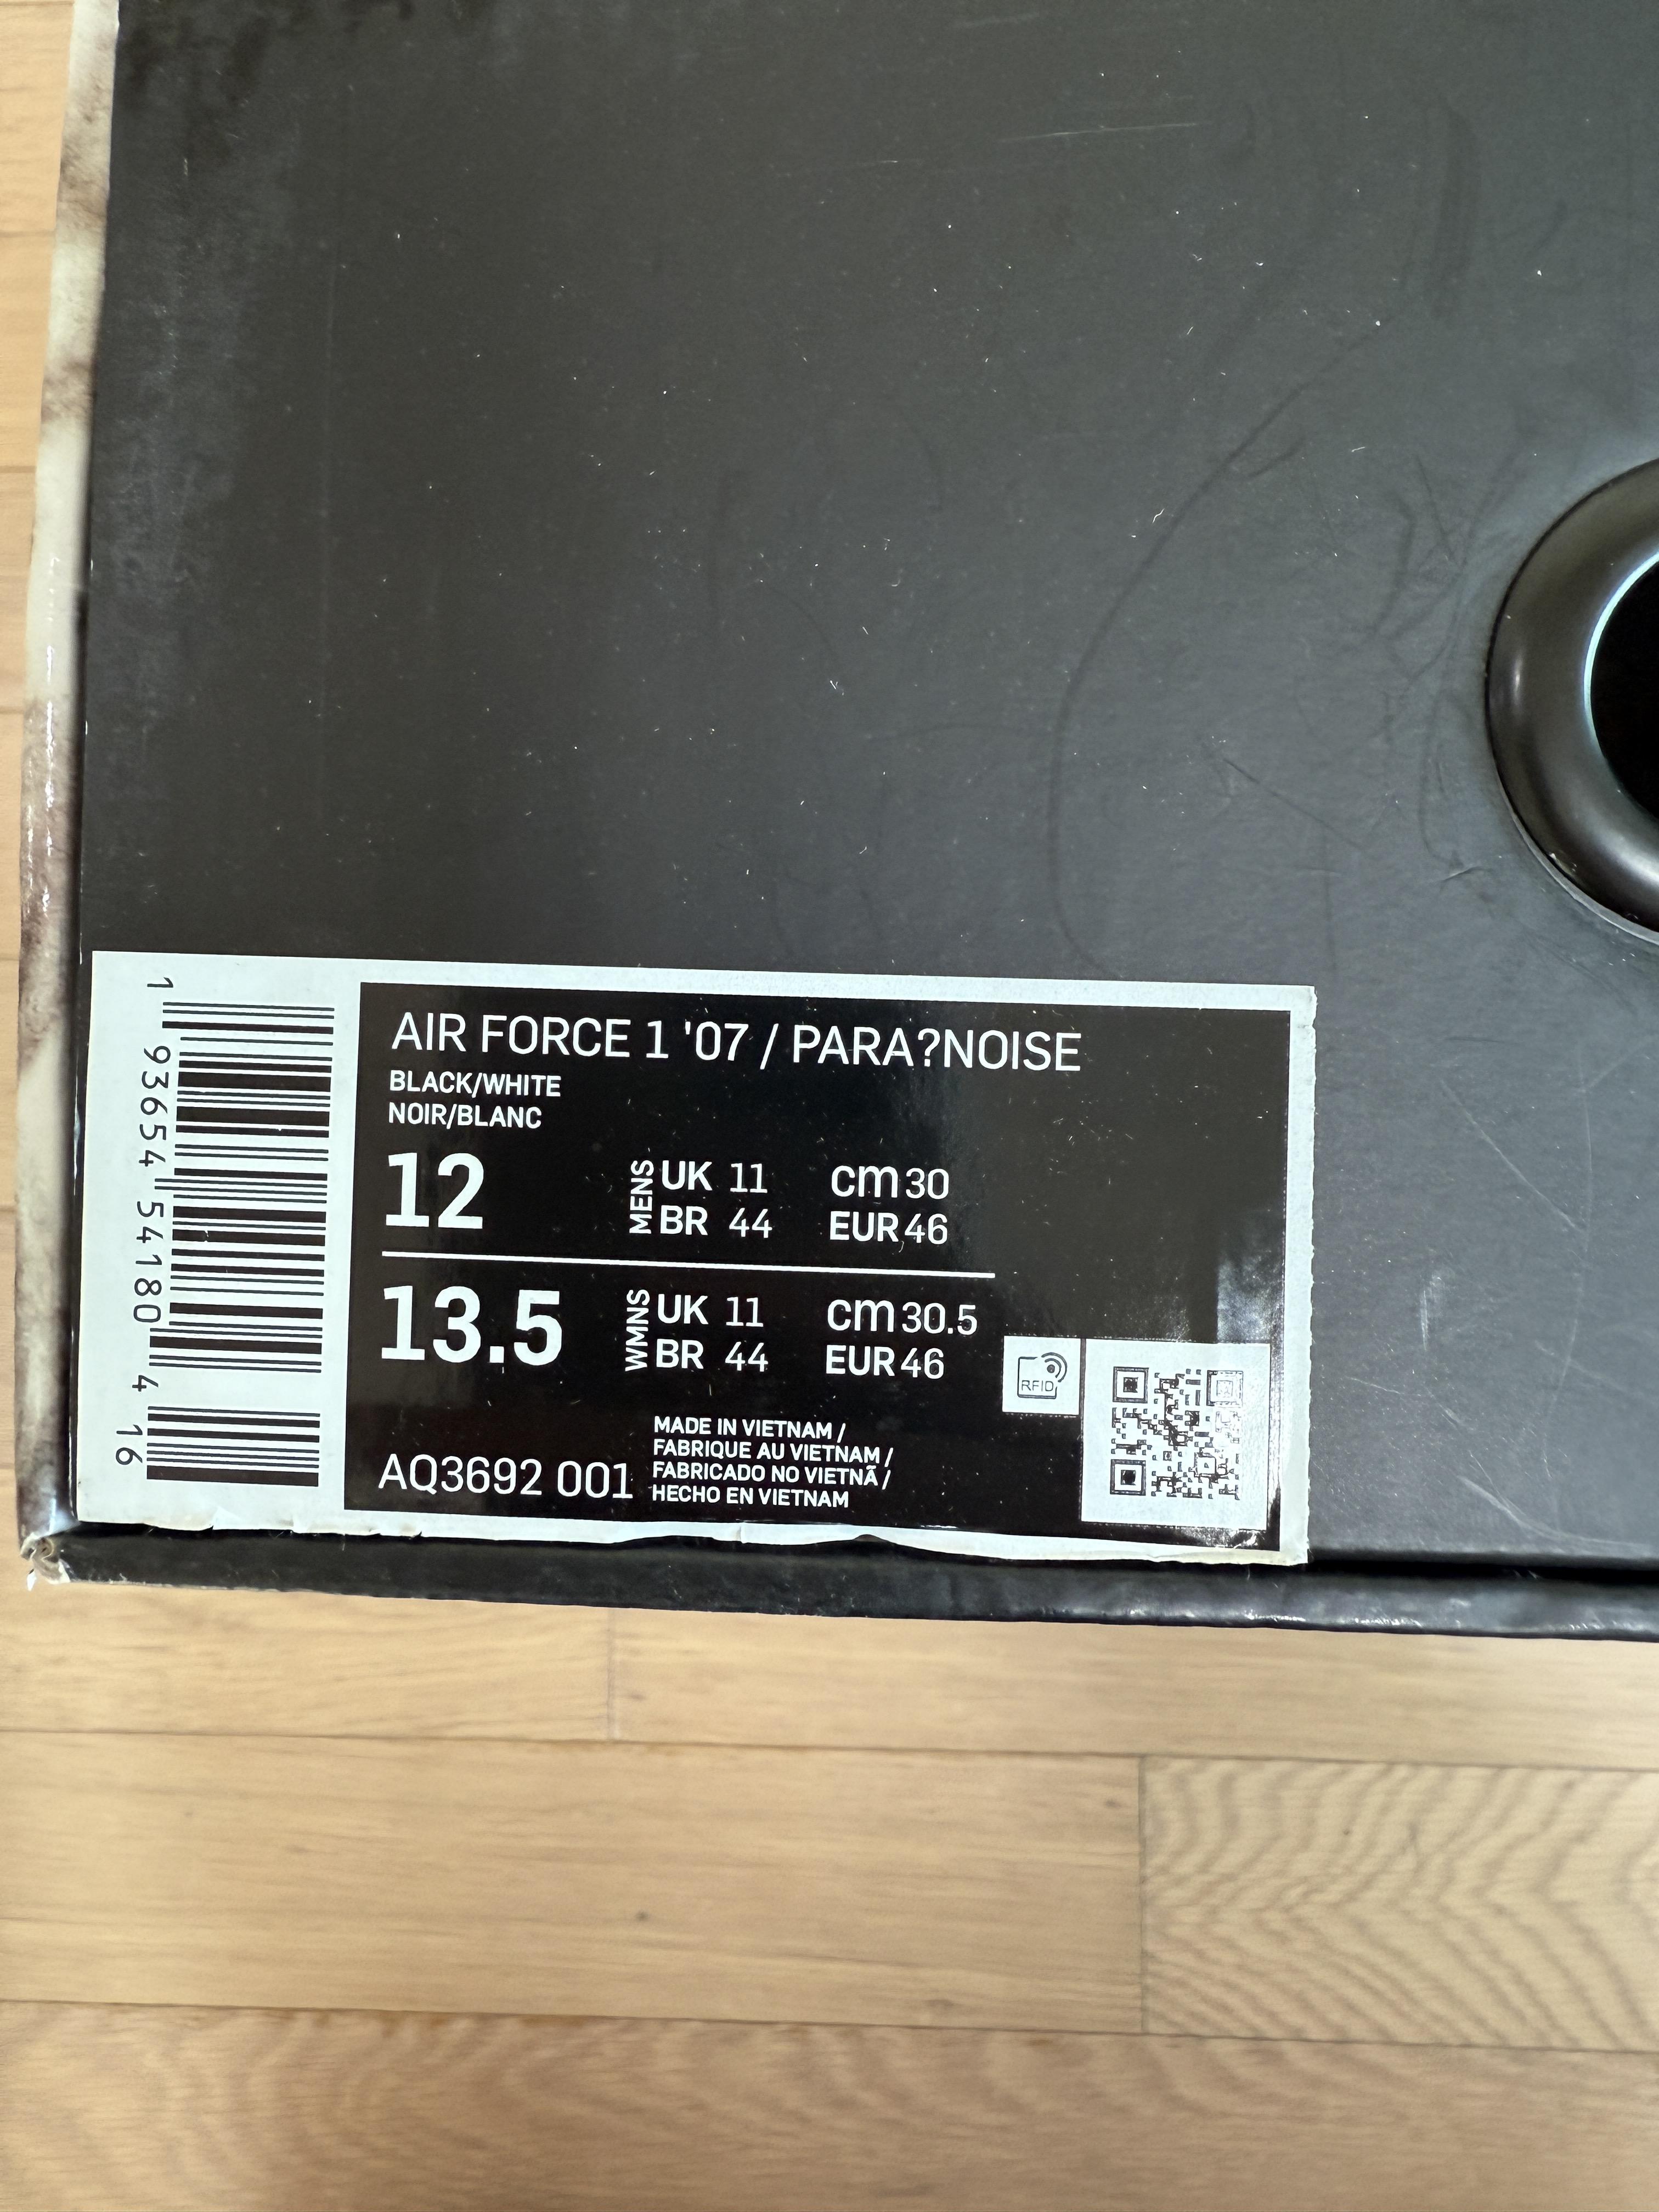 1 93654 54180 4 16
AIR FORCE 1 '07 / PARA?NOISE
BLACK/WHITE
NOIR/BLANC
12 MENS UK 11 cm 30
BR 44 EUR 46
13.5 WMNS UK 11 cm 30.5
BR 44 EUR 46
RFID
MADE IN VIETNAM /
FABRIQUE AU VIETNAM /
AQ3692 001 FABRICADO NO VIETNÃ /
HECHO EN VIETNAM